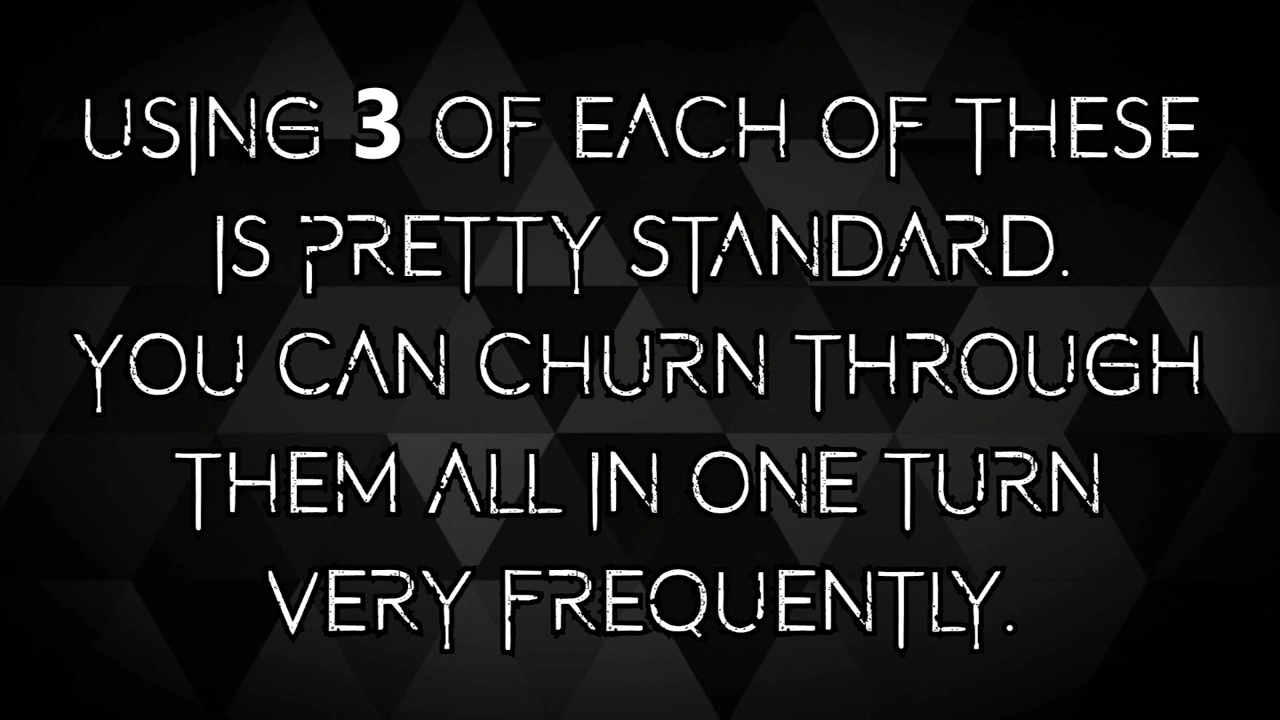 USING 3 OF EACH OF THESE
IS PRETTY STANDARD.
YOU CAN CHURN THROUGH
THEM ALL IN ONE TURN
VERY FREQUENTLY.